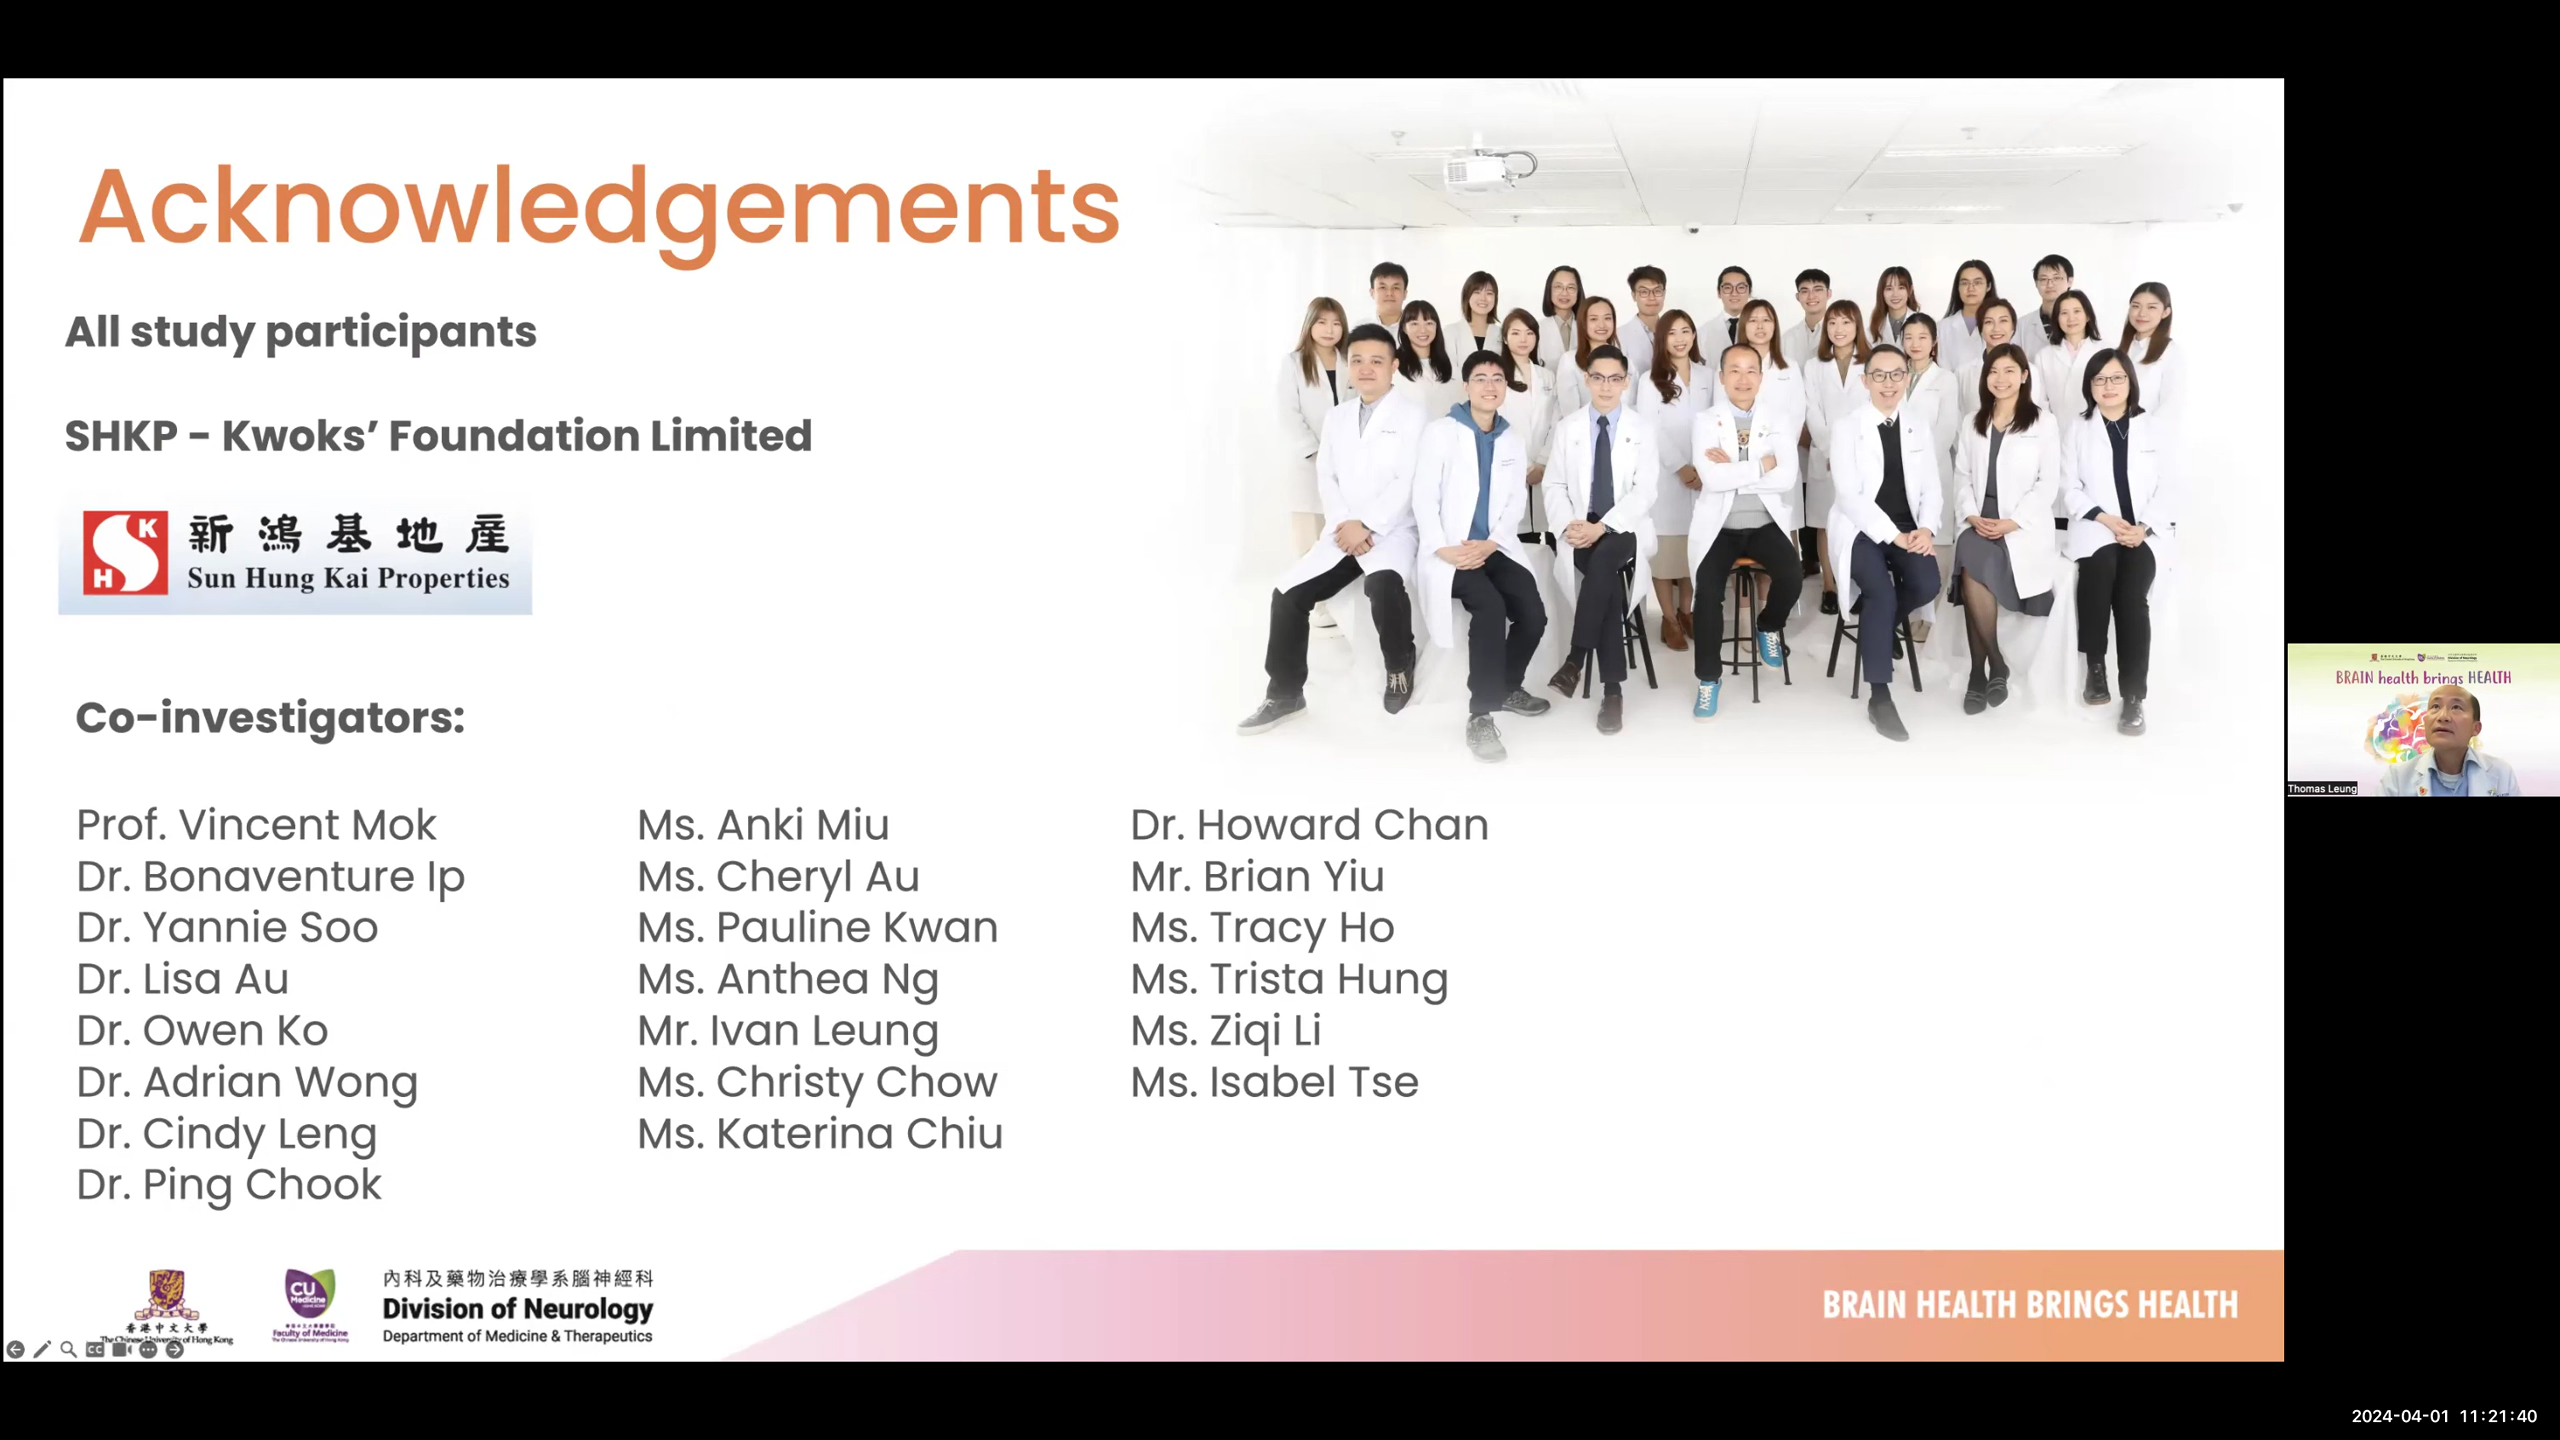 Acknowledgements
All study participants
SHKP - Kwoks’ Foundation Limited
S K H
新鴻基地產
Sun Hung Kai Properties
Co-investigators:
Prof. Vincent Mok
Dr. Bonaventure Ip
Dr. Yannie Soo
Dr. Lisa Au
Dr. Owen Ko
Dr. Adrian Wong
Dr. Cindy Leng
Dr. Ping Chook
Ms. Anki Miu
Ms. Cheryl Au
Ms. Pauline Kwan
Ms. Anthea Ng
Mr. Ivan Leung
Ms. Christy Chow
Ms. Katerina Chiu
Dr. Howard Chan
Mr. Brian Yiu
Ms. Tracy Ho
Ms. Trista Hung
Ms. Ziqi Li
Ms. Isabel Tse
香港中文大學
The Chinese University of Hong Kong
CU
Medicine
Faculty of Medicine
The Chinese University of Hong Kong
內科及藥物治療學系腦神經科
Division of Neurology
Department of Medicine & Therapeutics
BRAIN HEALTH BRINGS HEALTH
CC
BRAIN health brings HEALTH
Thomas Leung
2024-04-01 11:21:40